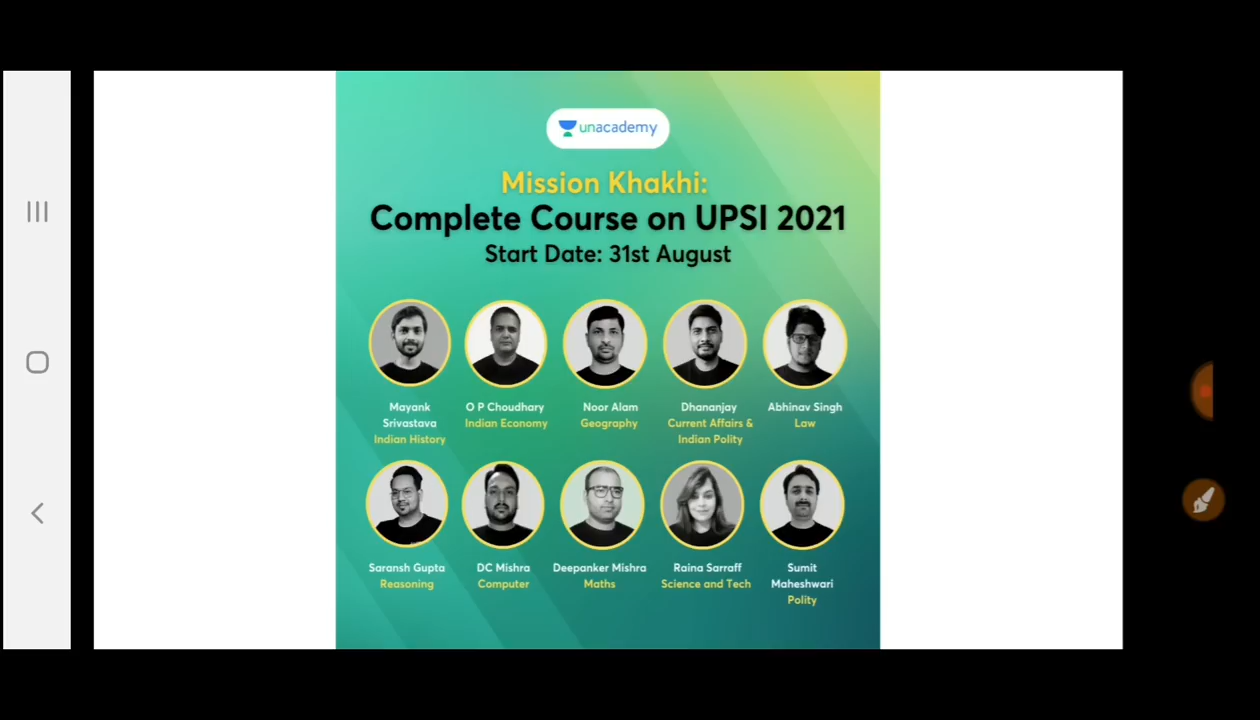 unacademy
Mission Khakhi:
Complete Course on UPSI 2021
Start Date: 31st August
Mayank
Srivastava
Indian History
O P Choudhary
Indian Economy
Noor Alam
Geography
Dhananjay
Current Affairs &
Indian Polity
Abhinav Singh
Law
Saransh Gupta
Reasoning
DC Mishra
Computer
Deepanker Mishra
Maths
Raina Sarraff
Science and Tech
Sumit
Maheshwari
Polity